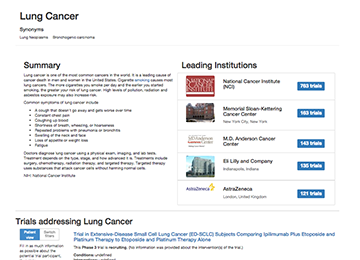 Lung Cancer
Synonyms
Lung Neoplasms Bronchogenic carcinoma
Summary
Lung cancer is one of the most common cancers in the world. It is a leading cause of
cancer death in men and women in the United States. Cigarette smoking causes most
lung cancers. The more cigarettes you smoke per day and the earlier you started
smoking, the greater your risk of lung cancer. High levels of pollution, radiation and
asbestos exposure may also increase risk.
Common symptoms of lung cancer include
A cough that doesn't go away and gets worse over time
Constant chest pain
Coughing up blood
Shortness of breath, wheezing, or hoarseness
Repeated problems with pneumonia or bronchitis
Swelling of the neck and face
Loss of appetite or weight loss
Fatigue
Doctors diagnose lung cancer using a physical exam, imaging, and lab tests.
Treatment depends on the type, stage, and how advanced it is. Treatments include
surgery, chemotherapy, radiation therapy, and targeted therapy. Targeted therapy
uses substances that attack cancer cells without harming normal cells.
NIH: National Cancer Institute
Leading Institutions
NATIONAL
CANCER
INSTITUTE
National Cancer Institute
(NCI)
763 trials
Memorial Sloan-Kettering
Cancer Center
New York City, New York
163 trials
M.D. Anderson Cancer
Center
143 trials
Eli Lilly and Company
Indianapolis, Indiana
135 trials
AstraZeneca
AstraZeneca
London, United Kingdom
121 trials
Trials addressing Lung Cancer
Patient
view
Search
Fill in as much
information as
possible about the
potential trial participant.
Trial in Extensive-Disease Small Cell Lung Cancer (ED-SCLC) Subjects Comparing Ipilimumab Plus Etoposide and
Platinum Therapy to Etoposide and Platinum Therapy Alone
This Phase 3 trial is recruiting. (No information was provided about the intervention(s) of the trial.)
Conditions: undefined
Interventions: undefined